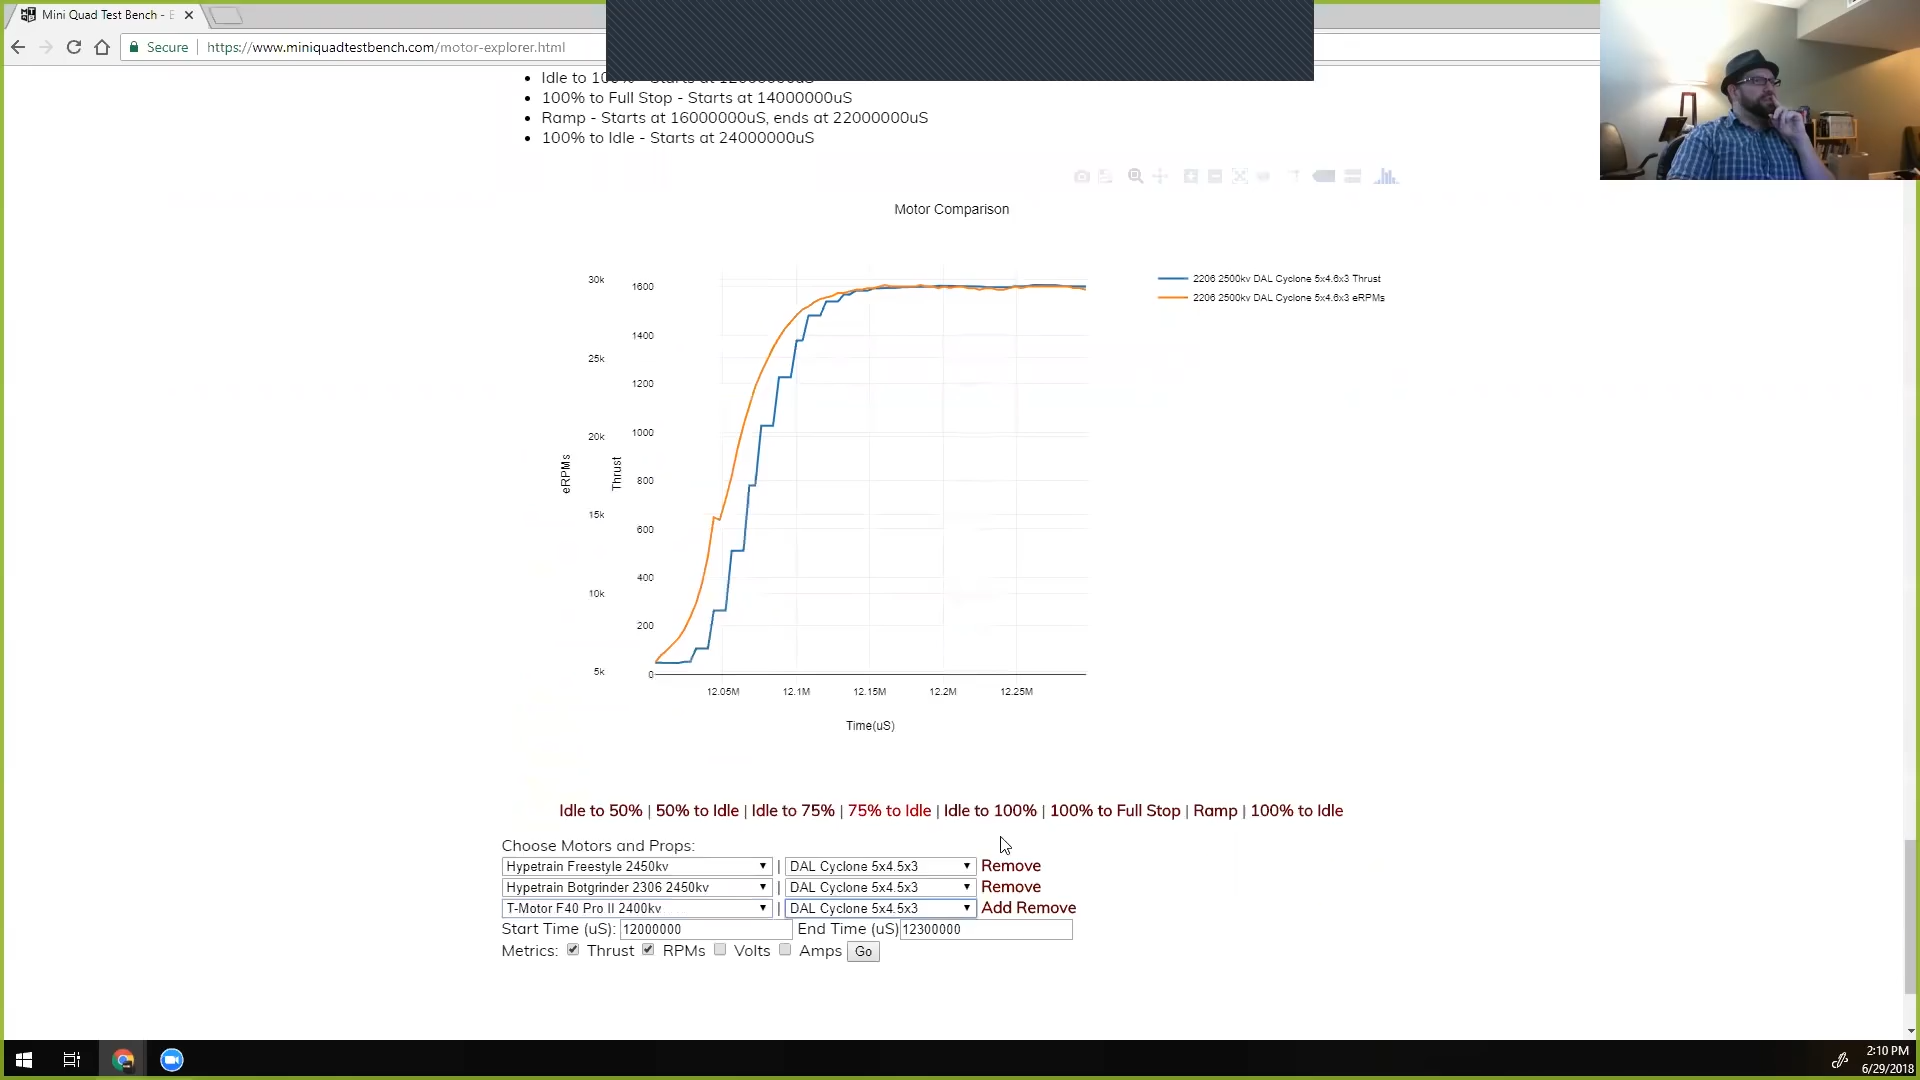 Mini Quad Test Bench - E
Secure
https://www.miniquadtestbench.com/motor-explorer.html
Idle to 100% - Starts at 12000000uS
100% to Full Stop - Starts at 14000000uS
Ramp - Starts at 16000000uS, ends at 22000000uS
100% to Idle - Starts at 24000000uS
Motor Comparison
2206 2500kv DAL Cyclone 5x4.6x3 Thrust
2206 2500kv DAL Cyclone 5x4.6x3 eRPMs
30k
25k
20k
15k
10k
5k
eRPMs
Thrust
1600
1400
1200
1000
800
600
400
200
0
12.05M 12.1M 12.15M 12.2M 12.25M
Time(uS)
Idle to 50% | 50% to Idle | Idle to 75% | 75% to Idle | Idle to 100% | 100% to Full Stop | Ramp | 100% to Idle
Choose Motors and Props:
Hypetrain Freestyle 2450kv | DAL Cyclone 5x4.5x3 Remove
Hypetrain Botgrinder 2306 2450kv | DAL Cyclone 5x4.5x3 Remove
T-Motor F40 Pro II 2400kv | DAL Cyclone 5x4.5x3 Add Remove
Start Time (uS): 12000000 End Time (uS) 12300000
Metrics: Thrust RPMs Volts Amps Go
2:10 PM
6/29/2018